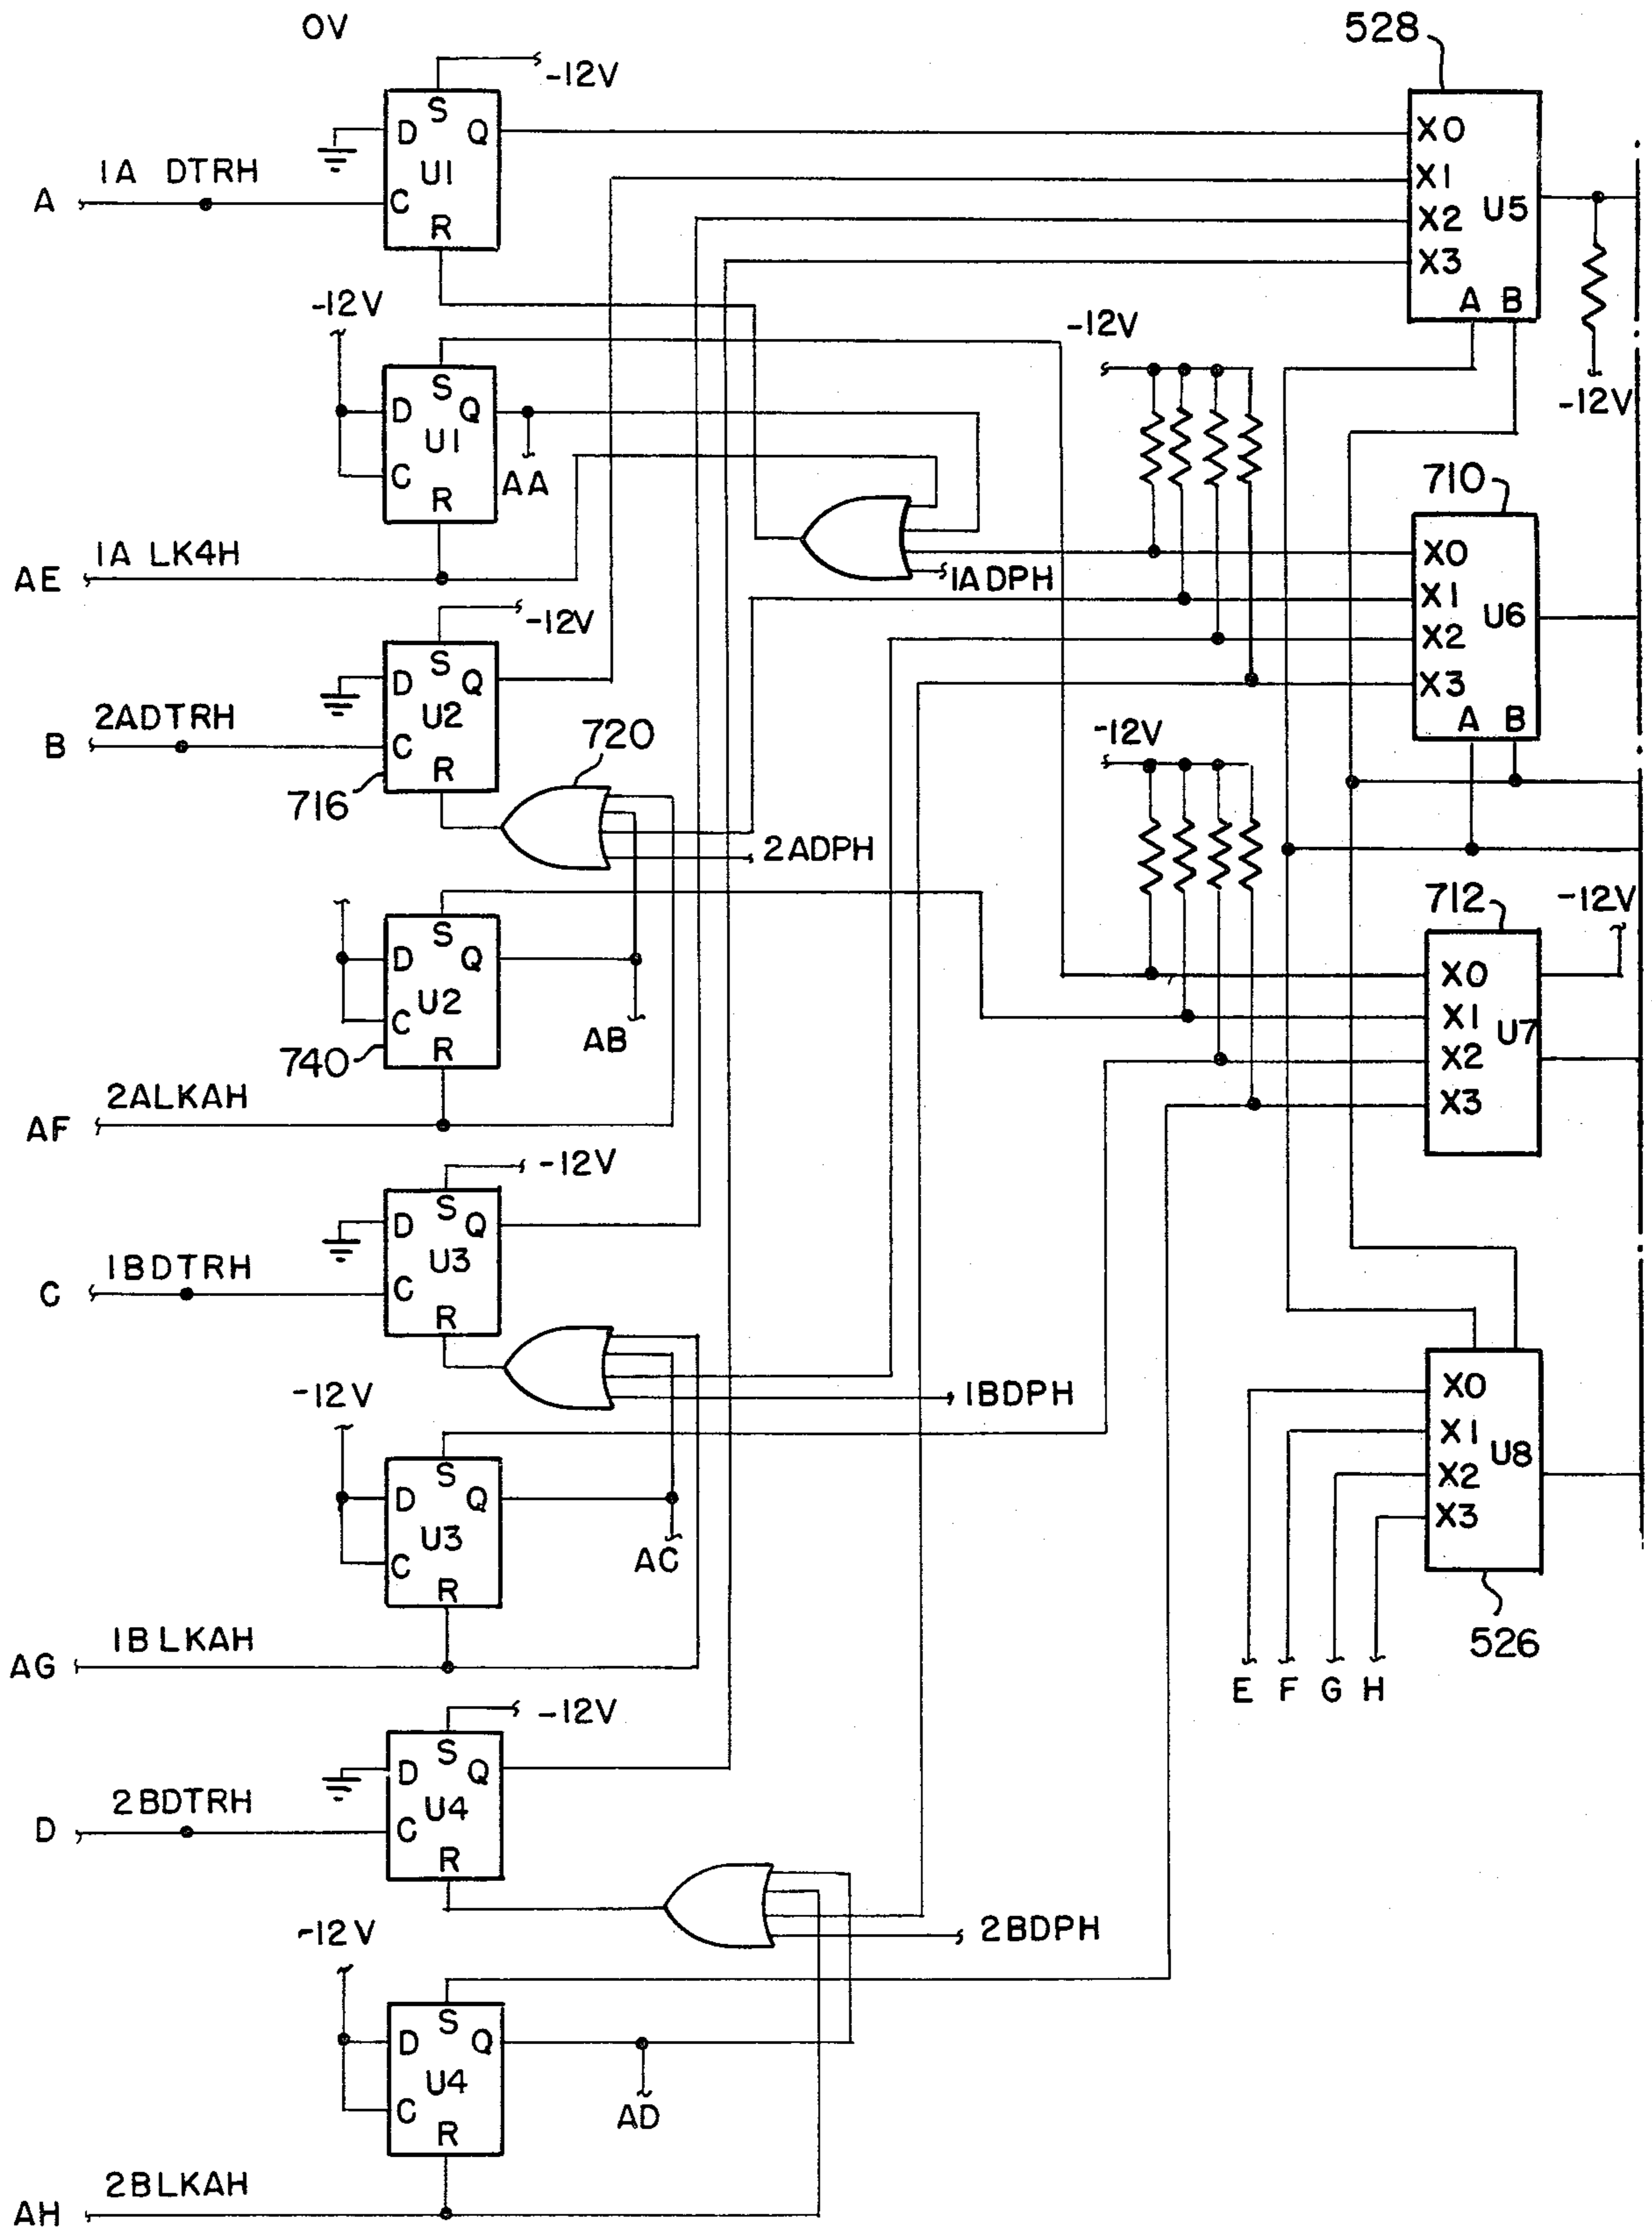 OV
528
-12V
S
D Q
U1
C
R
A
1A DTRH
X0
X1
X2
X3
U5
A B
-12V
-12V
-12V
S
D Q
U1
C
R
AA
AE
1A LK4H
1ADPH
710
X0
X1
X2
X3
U6
A B
-12V
S
D Q
U2
C
R
B
2ADTRH
716
720
2ADPH
-12V
S
D Q
U2
C
R
740
AB
AF
2ALKAH
712
-12V
X0
X1
X2
X3
U7
-12V
S
D Q
U3
C
R
C
1BDTRH
1BDPH
-12V
S
D Q
U3
C
R
AC
AG
1BLKAH
X0
X1
X2
X3
U8
526
E F G H
-12V
S
D Q
U4
C
R
D
2BDTRH
2BDPH
-12V
S
D Q
U4
C
R
AD
AH
2BLKAH